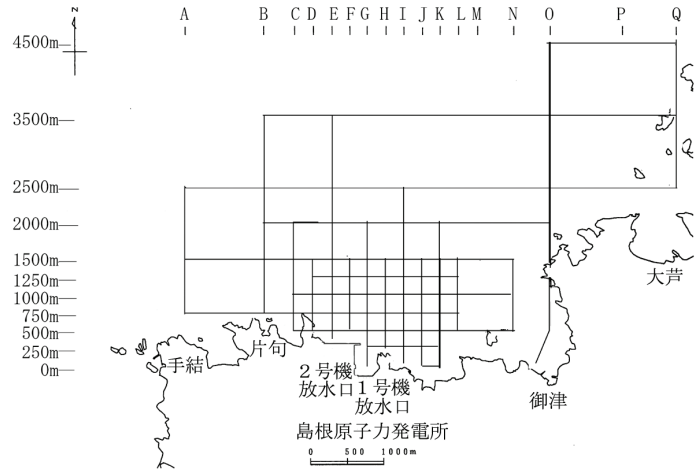 A B C D E F G H I J K L M N O P Q
z
4500m
3500m
2500m
2000m
1500m
1250m
1000m
750m
500m
250m
0m
大芦
手結
片句
2号機
放水口
1号機
放水口
御津
島根原子力発電所
0 500 1000m